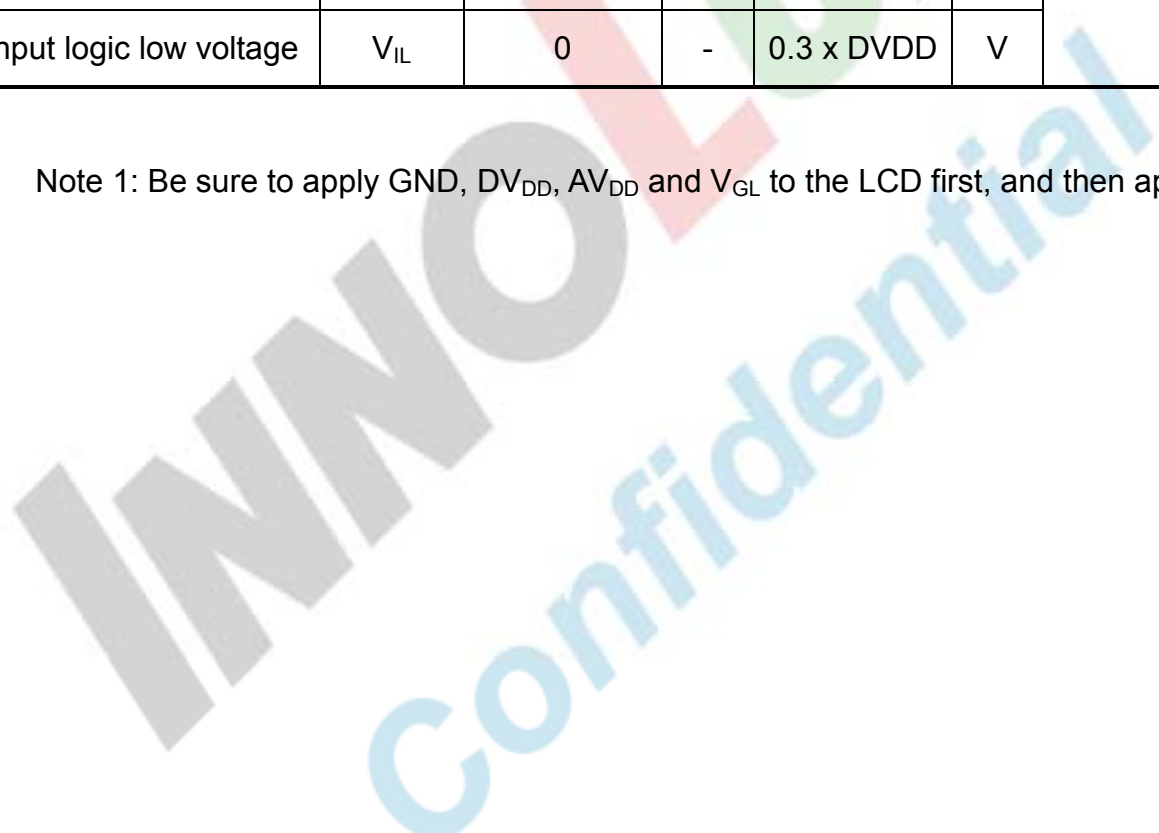 nput logic low voltage V_IL 0 - 0.3 x DVDD V
Note 1: Be sure to apply GND, DV_DD, AV_DD and V_GL to the LCD first, and then ap
INNOLU
Confidential